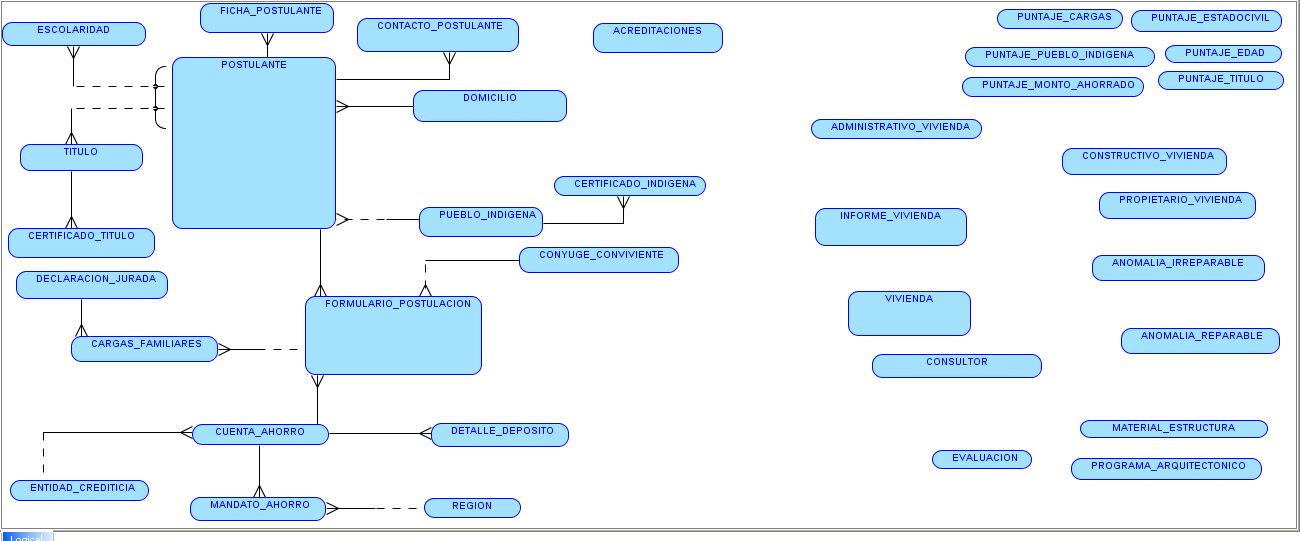 FICHA_POSTULANTE
ESCOLARIDAD
CONTACTO_POSTULANTE
ACREDITACIONES
PUNTAJE_CARGAS
PUNTAJE_ESTADOCIVIL
PUNTAJE_PUEBLO_INDIGENA
PUNTAJE_EDAD
PUNTAJE_MONTO_AHORRADO
PUNTAJE_TITULO
POSTULANTE
DOMICILIO
ADMINISTRATIVO_VIVIENDA
TITULO
CONSTRUCTIVO_VIVIENDA
CERTIFICADO_INDIGENA
PROPIETARIO_VIVIENDA
PUEBLO_INDIGENA
INFORME_VIVIENDA
CERTIFICADO_TITULO
CONYUGE_CONVIVIENTE
ANOMALIA_IRREPARABLE
DECLARACION_JURADA
FORMULARIO_POSTULACION
VIVIENDA
CARGAS_FAMILIARES
ANOMALIA_REPARABLE
CONSULTOR
CUENTA_AHORRO
DETALLE_DEPOSITO
MATERIAL_ESTRUCTURA
EVALUACION
PROGRAMA_ARQUITECTONICO
ENTIDAD_CREDITICIA
MANDATO_AHORRO
REGION
Logical